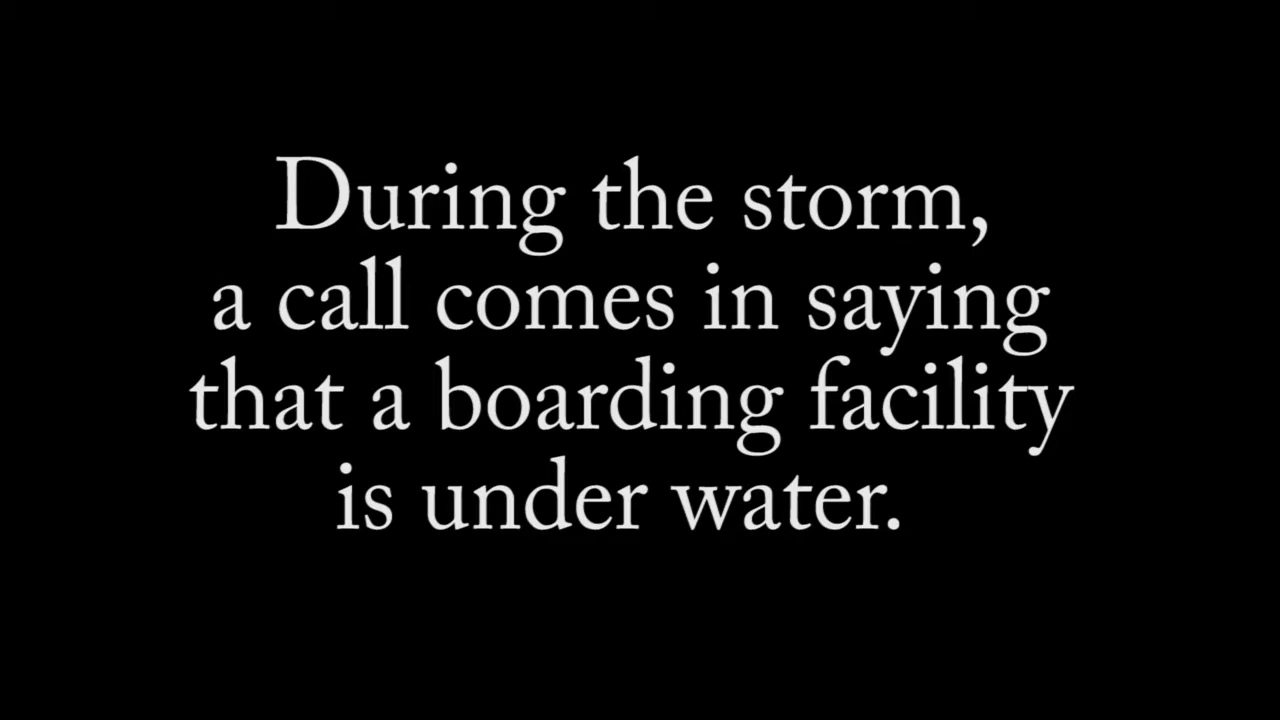 During the storm,
a call comes in saying
that a boarding facility
is under water.